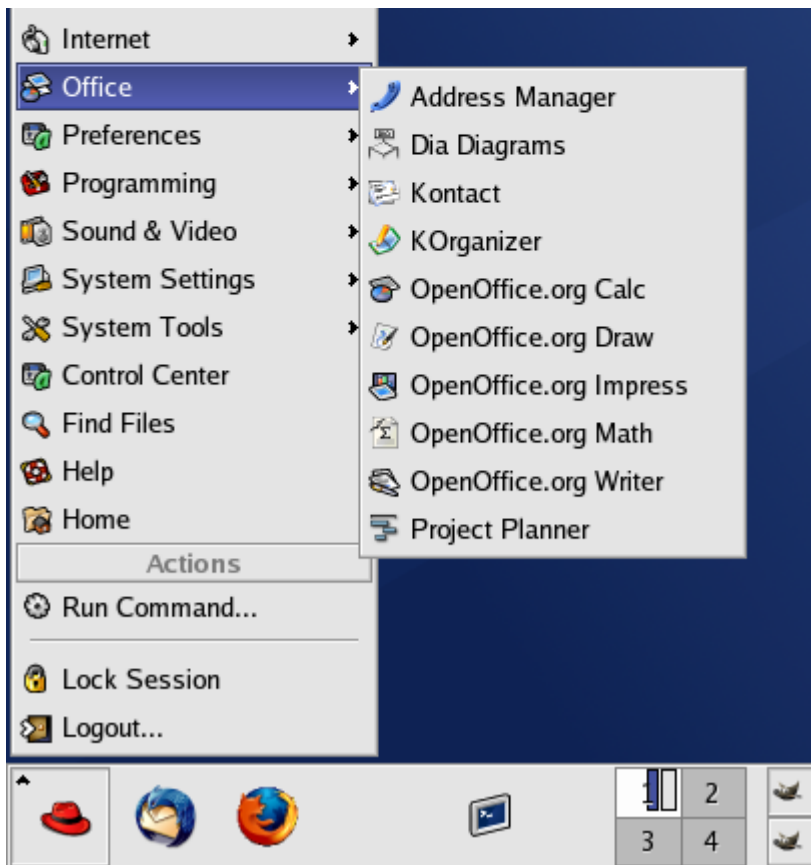 Internet
Office
Preferences
Programming
Sound & Video
System Settings
System Tools
Control Center
Find Files
Help
Home
Actions
Run Command...
Lock Session
Logout...
Address Manager
Dia Diagrams
Kontact
KOrganizer
OpenOffice.org Calc
OpenOffice.org Draw
OpenOffice.org Impress
OpenOffice.org Math
OpenOffice.org Writer
Project Planner
1 2
3 4